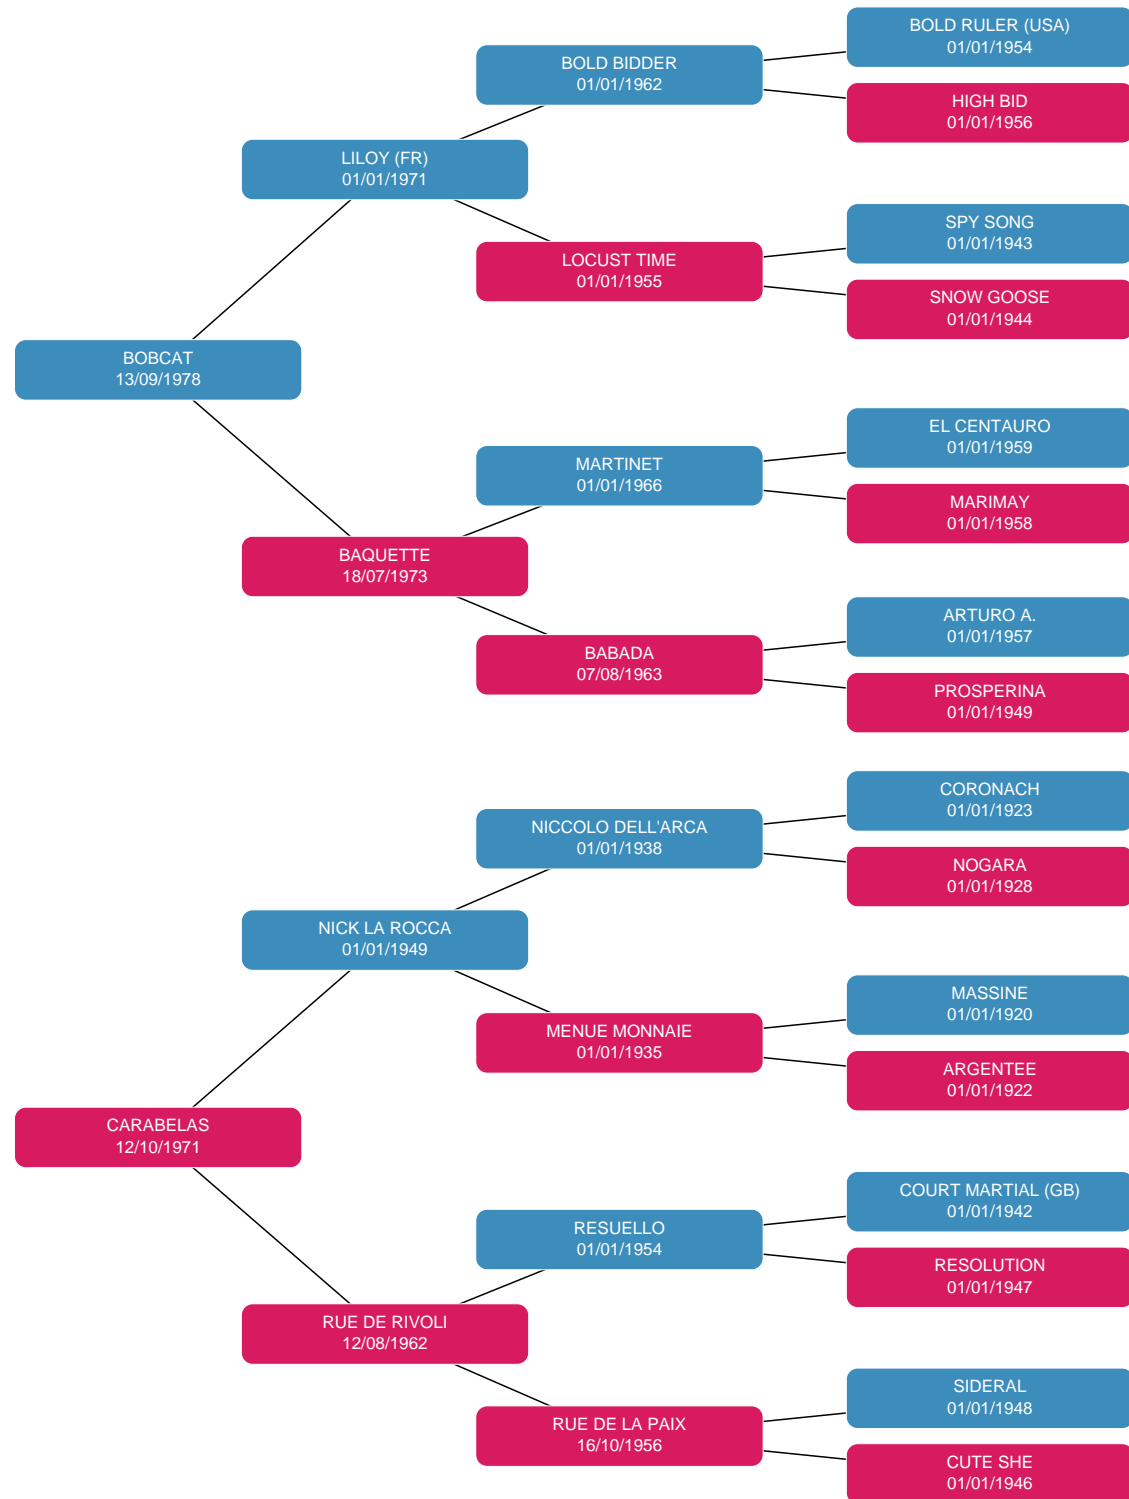 BOLD RULER (USA)
01/01/1954
BOLD BIDDER
01/01/1962
HIGH BID
01/01/1956
LILOY (FR)
01/01/1971
SPY SONG
01/01/1943
LOCUST TIME
01/01/1955
SNOW GOOSE
01/01/1944
BOBCAT
13/09/1978
EL CENTAURO
01/01/1959
MARTINET
01/01/1966
MARIMAY
01/01/1958
BAQUETTE
18/07/1973
ARTURO A.
01/01/1957
BABADA
07/08/1963
PROSPERINA
01/01/1949
CORONACH
01/01/1923
NICCOLO DELL'ARCA
01/01/1938
NOGARA
01/01/1928
NICK LA ROCCA
01/01/1949
MASSINE
01/01/1920
MENUE MONNAIE
01/01/1935
ARGENTEE
01/01/1922
CARABELAS
12/10/1971
COURT MARTIAL (GB)
01/01/1942
RESUELLO
01/01/1954
RESOLUTION
01/01/1947
RUE DE RIVOLI
12/08/1962
SIDERAL
01/01/1948
RUE DE LA PAIX
16/10/1956
CUTE SHE
01/01/1946